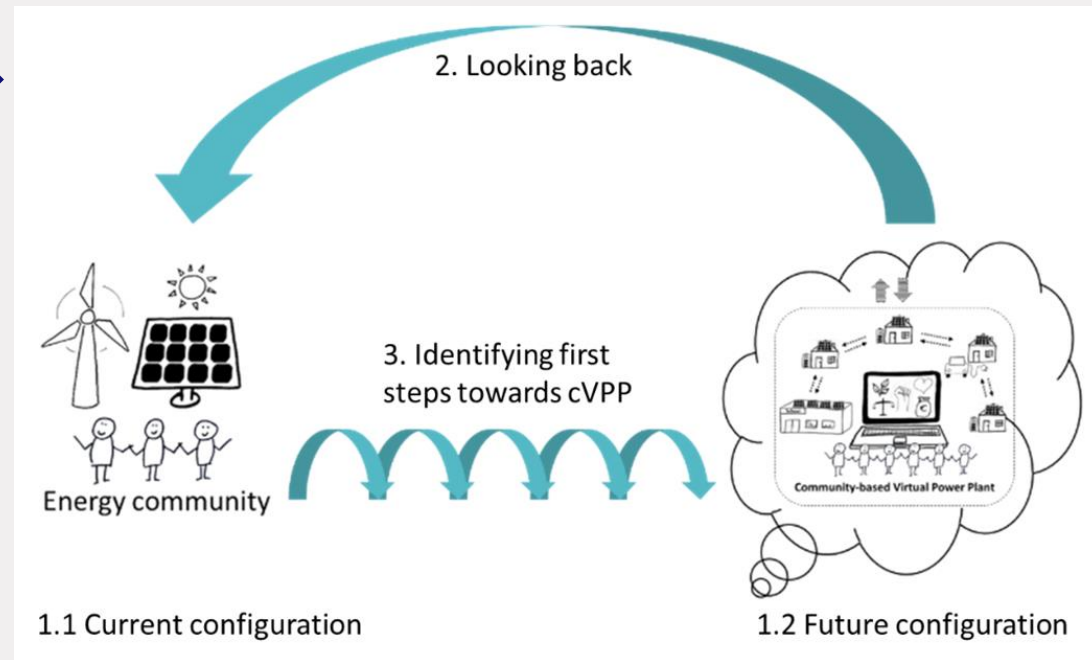 2. Looking back
3. Identifying first
steps towards cVPP
Energy community
Community-based Virtual Power Plant
1.1 Current configuration
1.2 Future configuration